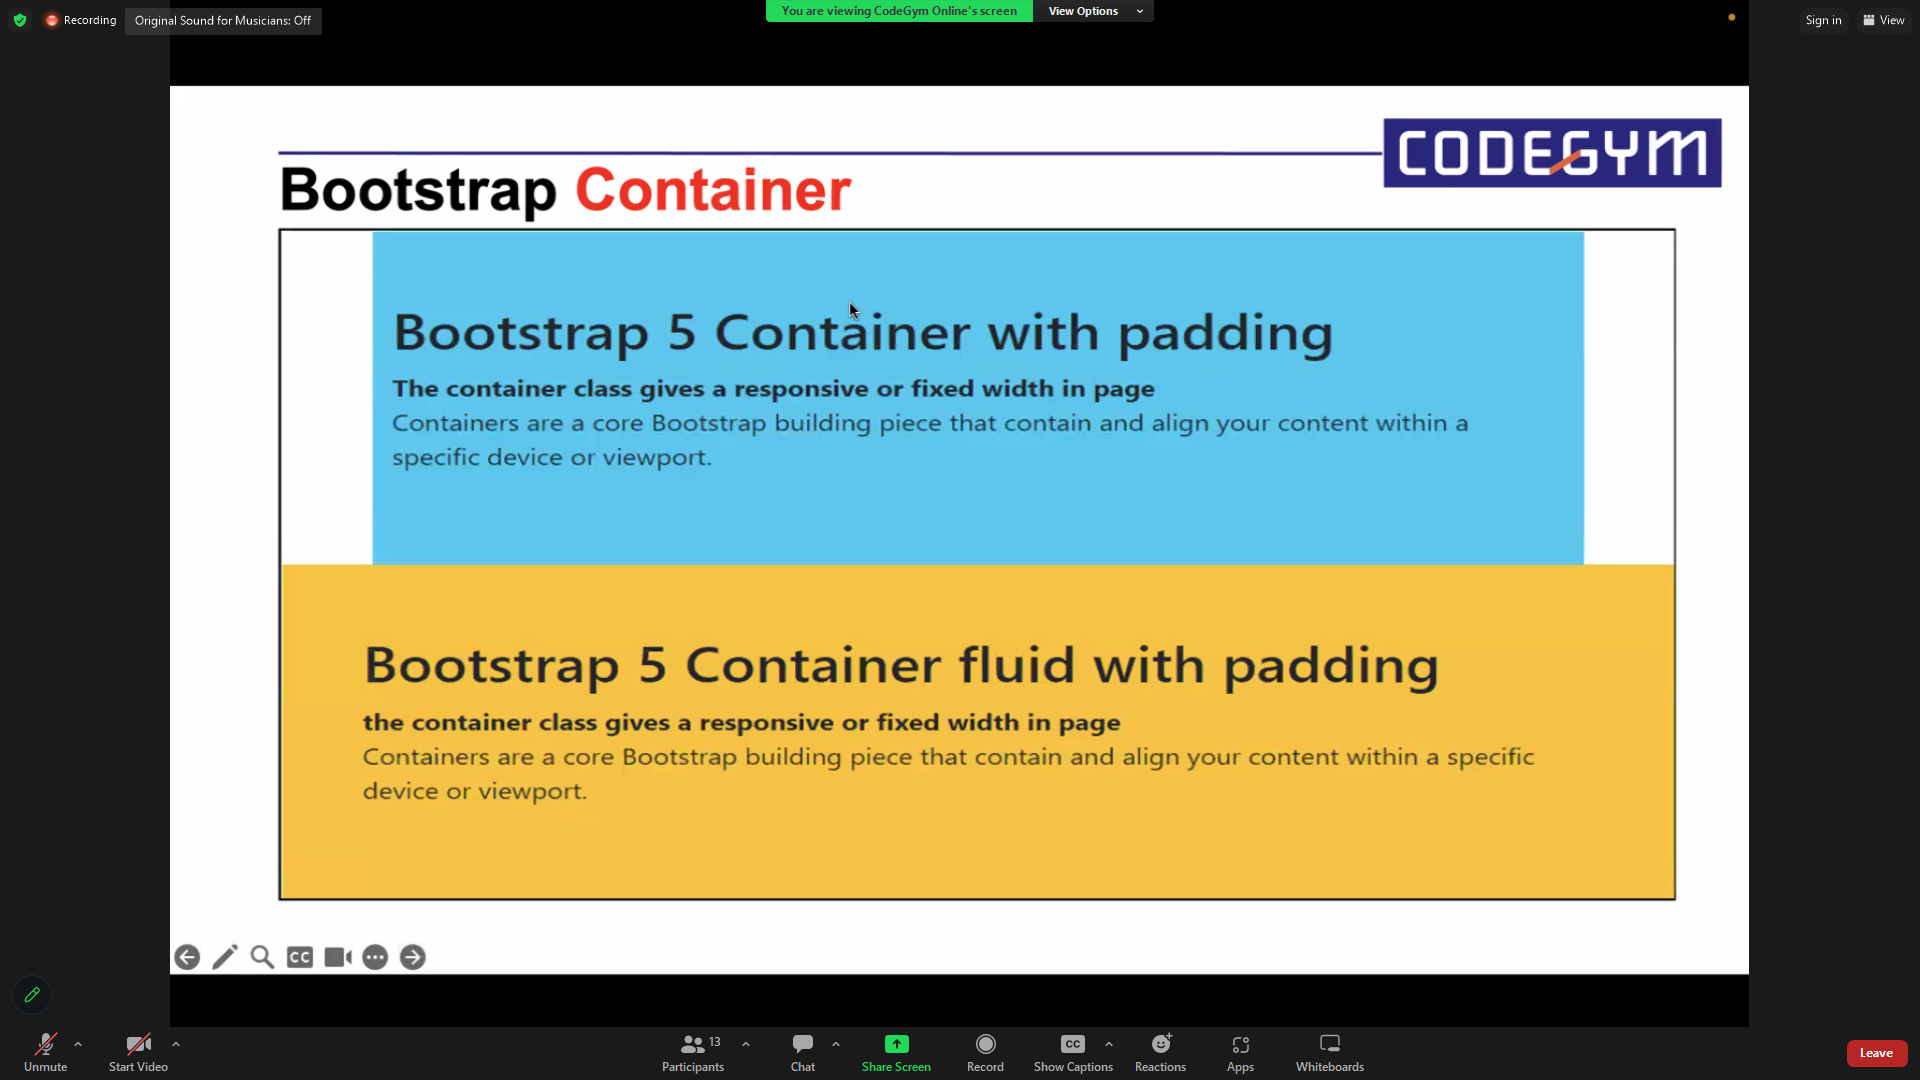 Recording
Original Sound for Musicians: Off
You are viewing CodeGym Online's screen
View Options
Sign in
View
CODEGYM
Bootstrap Container
Bootstrap 5 Container with padding
The container class gives a responsive or fixed width in page
Containers are a core Bootstrap building piece that contain and align your content within a
specific device or viewport.
Bootstrap 5 Container fluid with padding
the container class gives a responsive or fixed width in page
Containers are a core Bootstrap building piece that contain and align your content within a specific
device or viewport.
CC
Unmute
Start Video
13
Participants
Chat
Share Screen
Record
CC
Show Captions
Reactions
Apps
Whiteboards
Leave